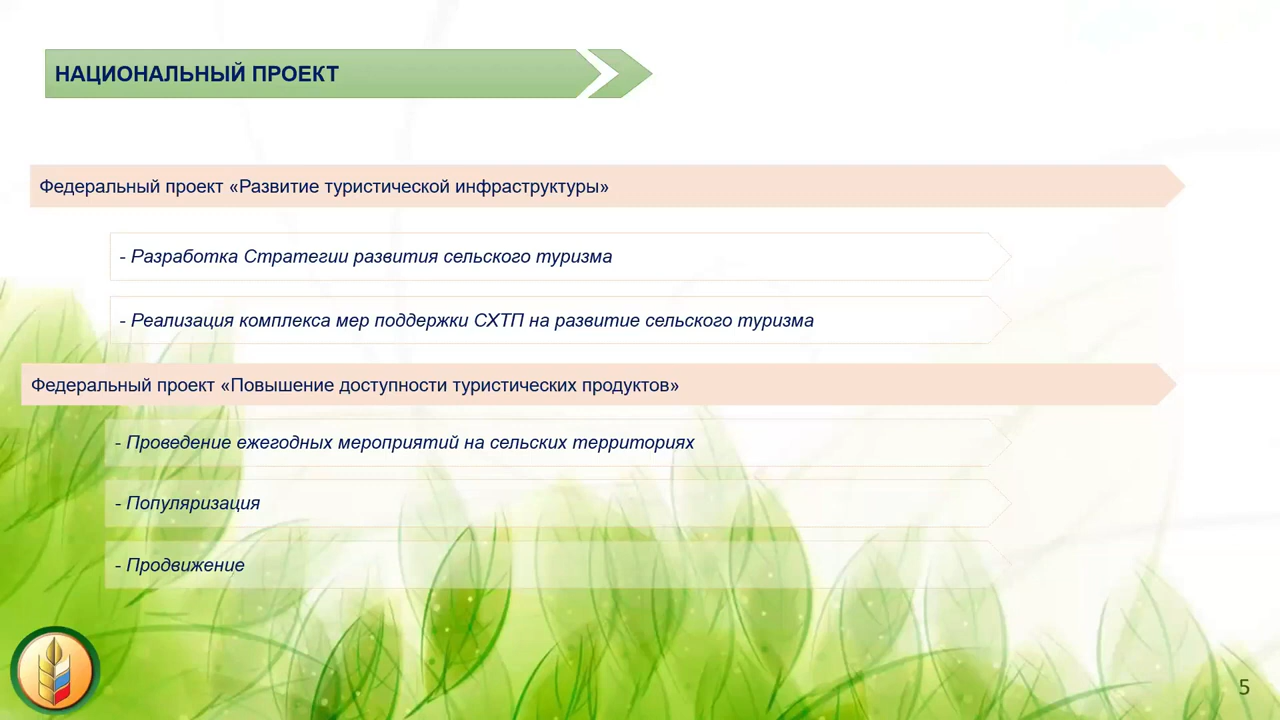 НАЦИОНАЛЬНЫЙ ПРОЕКТ
Федеральный проект «Развитие туристической инфраструктуры»
- Разработка Стратегии развития сельского туризма
- Реализация комплекса мер поддержки СХТП на развитие сельского туризма
Федеральный проект «Повышение доступности туристических продуктов»
- Проведение ежегодных мероприятий на сельских территориях
- Популяризация
- Продвижение
5